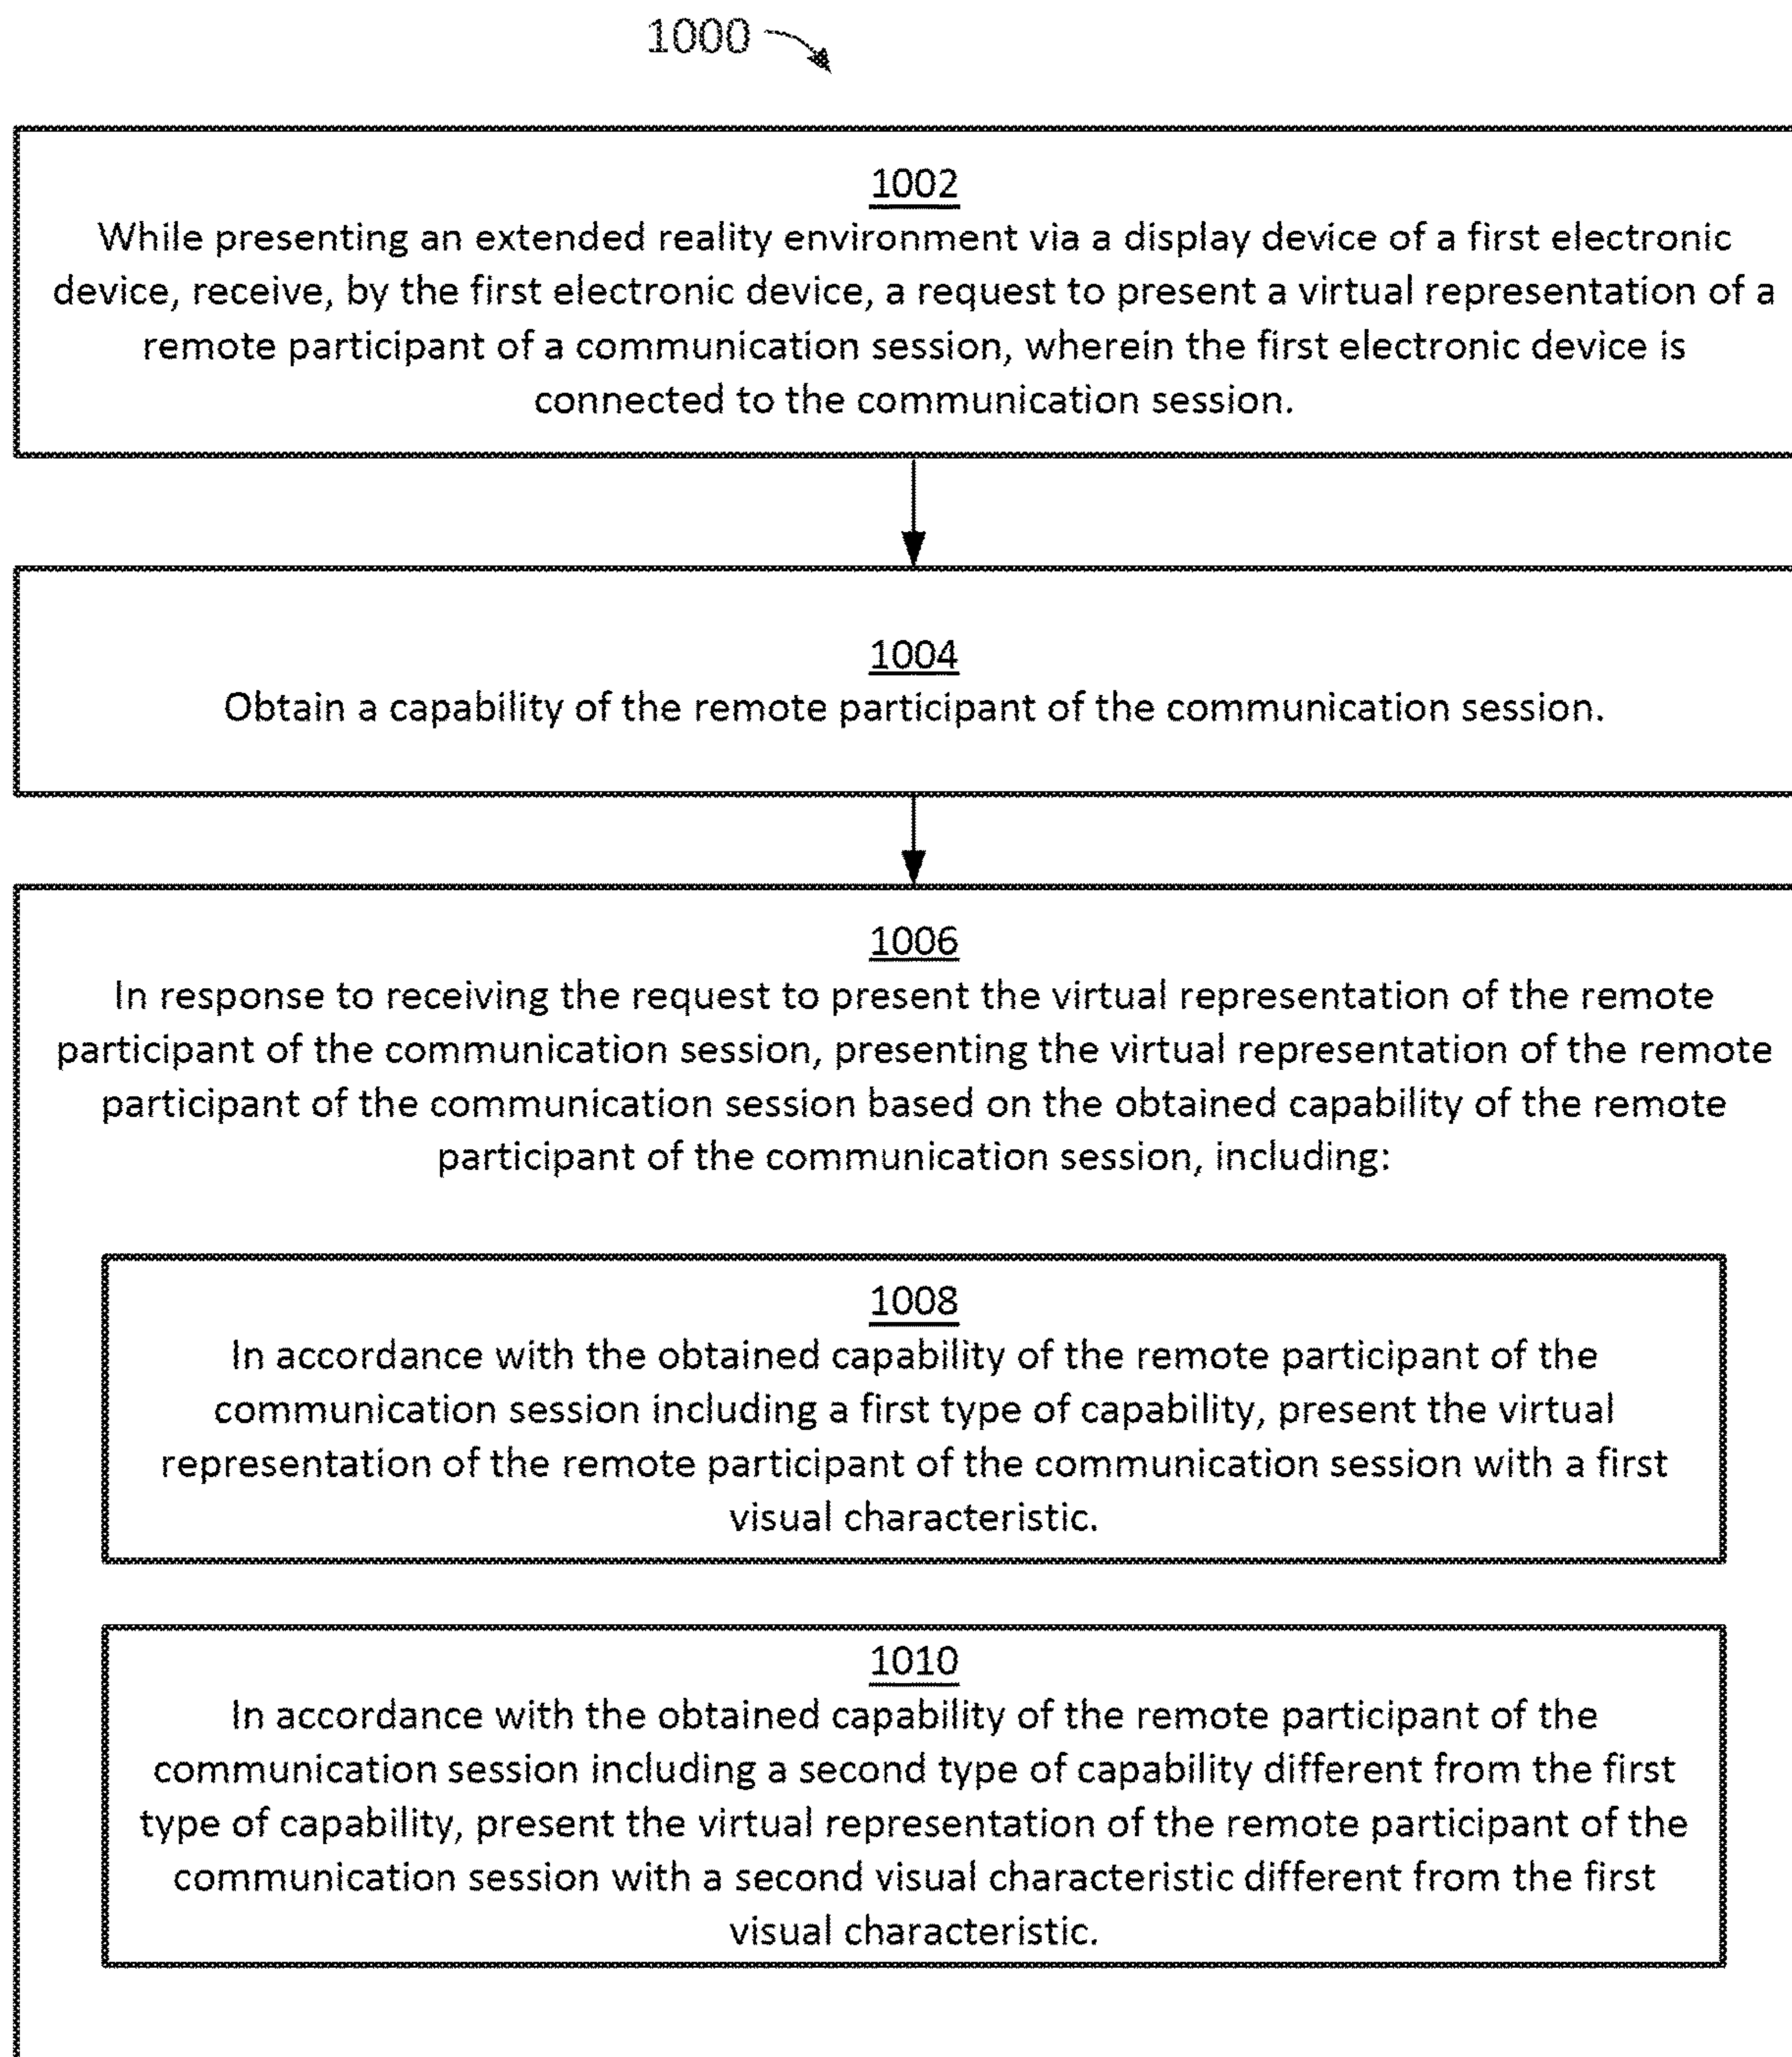 1000
1002
While presenting an extended reality environment via a display device of a first electronic
device, receive, by the first electronic device, a request to present a virtual representation of a
remote participant of a communication session, wherein the first electronic device is
connected to the communication session.
1004
Obtain a capability of the remote participant of the communication session.
1006
In response to receiving the request to present the virtual representation of the remote
participant of the communication session, presenting the virtual representation of the remote
participant of the communication session based on the obtained capability of the remote
participant of the communication session, including:
1008
In accordance with the obtained capability of the remote participant of the
communication session including a first type of capability, present the virtual
representation of the remote participant of the communication session with a first
visual characteristic.
1010
In accordance with the obtained capability of the remote participant of the
communication session including a second type of capability different from the first
type of capability, present the virtual representation of the remote participant of the
communication session with a second visual characteristic different from the first
visual characteristic.